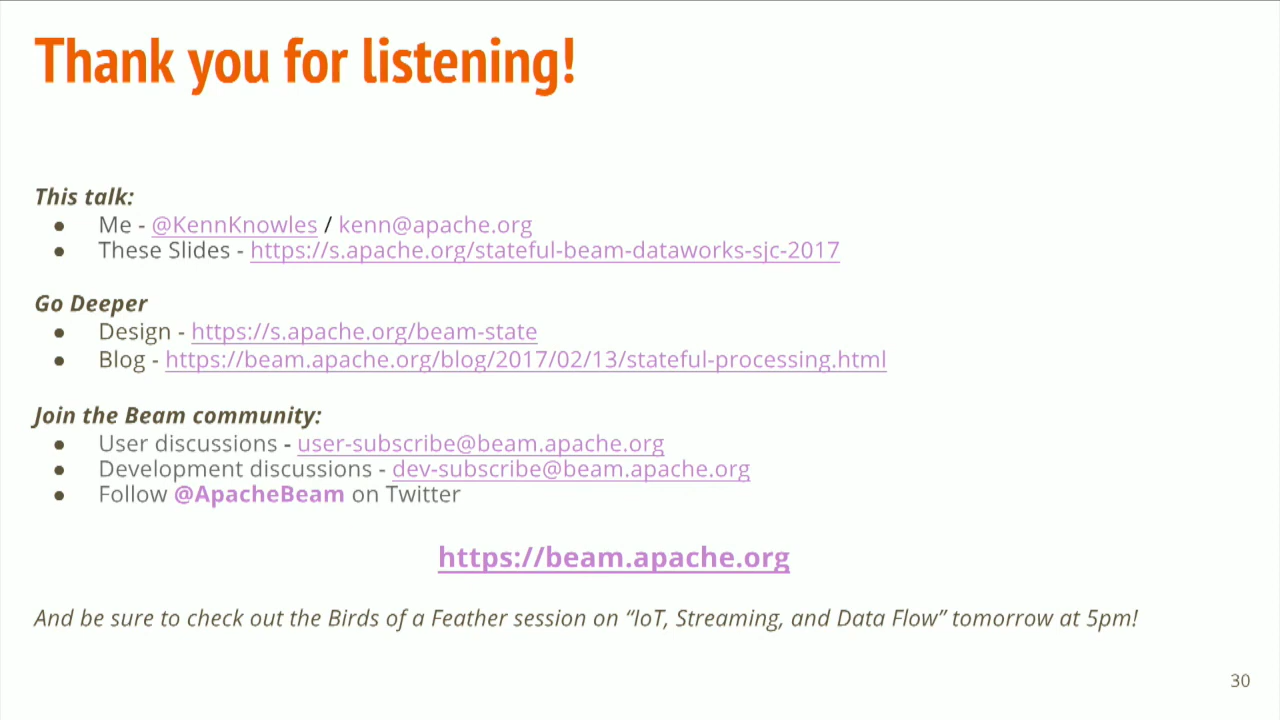 Thank you for listening!
This talk:
● Me - @KennKnowles / kenn@apache.org
● These Slides - https://s.apache.org/stateful-beam-dataworks-sjc-2017
Go Deeper
● Design - https://s.apache.org/beam-state
● Blog - https://beam.apache.org/blog/2017/02/13/stateful-processing.html
Join the Beam community:
● User discussions - user-subscribe@beam.apache.org
● Development discussions - dev-subscribe@beam.apache.org
● Follow @ApacheBeam on Twitter
https://beam.apache.org
And be sure to check out the Birds of a Feather session on “IoT, Streaming, and Data Flow” tomorrow at 5pm!
30